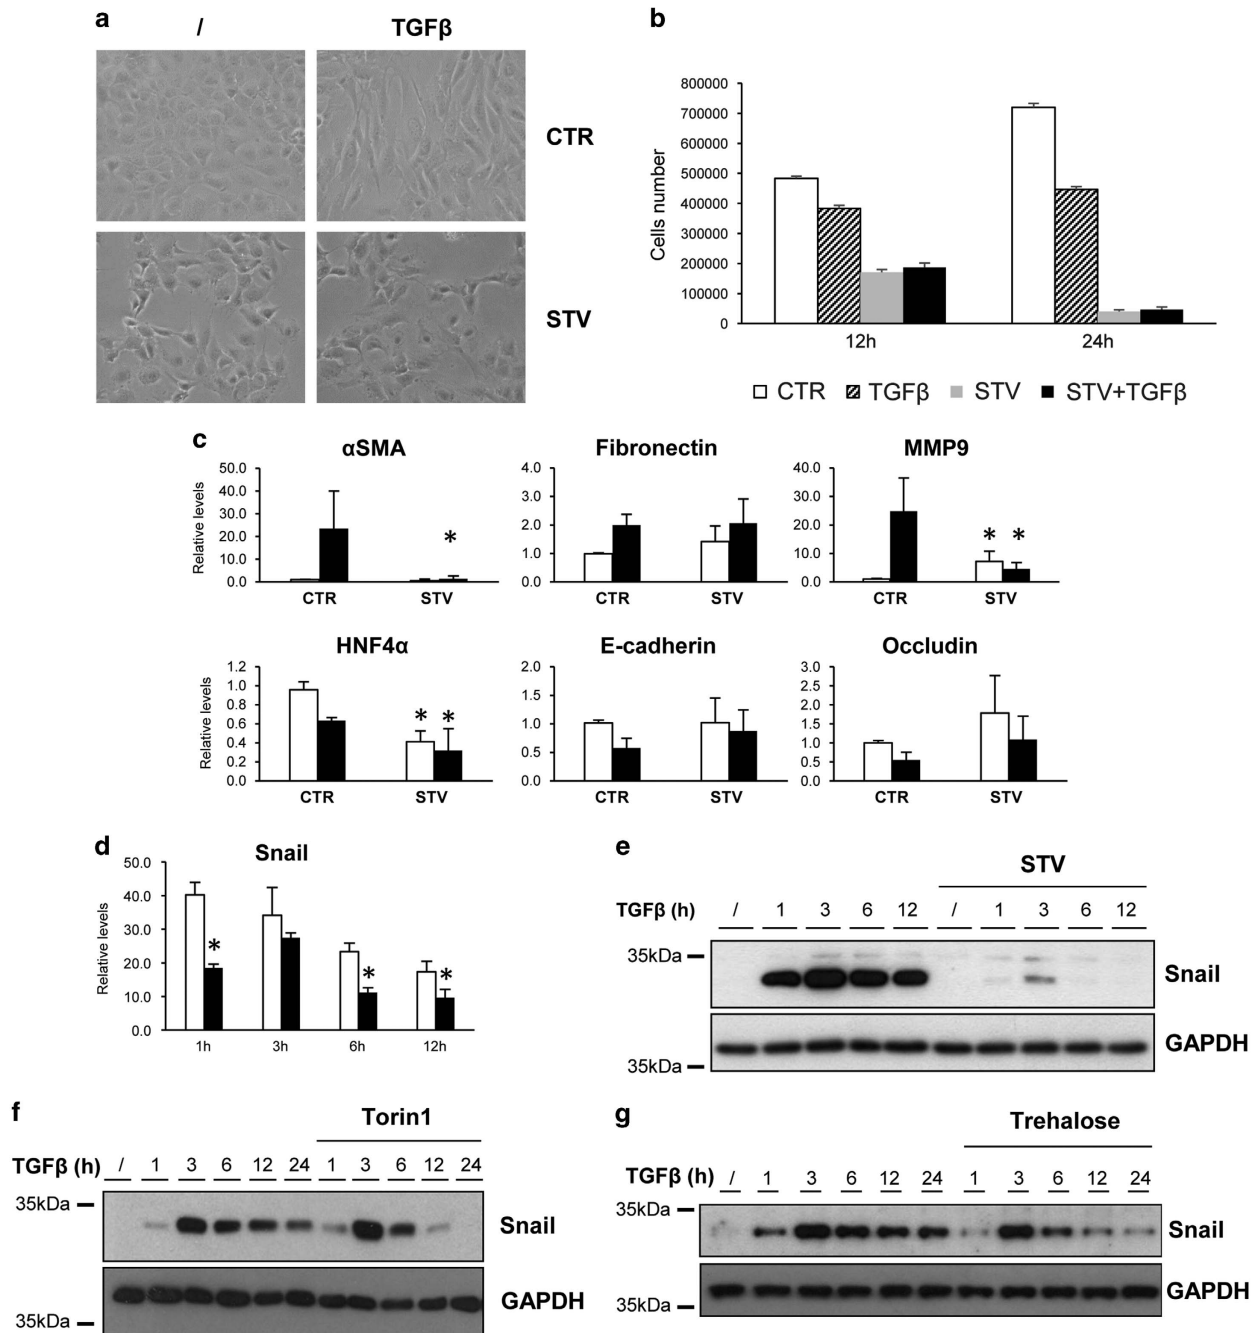 a
/
TGFβ
CTR
STV
b
800000
700000
600000
500000
400000
300000
200000
100000
0
Cells number
12h
24h
CTR
TGFβ
STV
STV+TGFβ
c
αSMA
Relative levels
50.0
40.0
30.0
20.0
10.0
0.0
*
CTR
STV
Fibronectin
4.0
3.0
2.0
1.0
0.0
CTR
STV
MMP9
40.0
30.0
20.0
10.0
0.0
* *
CTR
STV
HNF4α
Relative levels
1.2
1.0
0.8
0.6
0.4
0.2
0.0
* *
CTR
STV
E-cadherin
2.0
1.5
1.0
0.5
0.0
CTR
STV
Occludin
3.0
2.5
2.0
1.5
1.0
0.5
0.0
CTR
STV
d
Snail
Relative levels
50.0
40.0
30.0
20.0
10.0
0.0
* * *
1h
3h
6h
12h
e
STV
TGFβ (h) / 1 3 6 12 / 1 3 6 12
35kDa
Snail
GAPDH
35kDa
f
Torin1
TGFβ (h) / 1 3 6 12 24 1 3 6 12 24
35kDa
Snail
GAPDH
35kDa
g
Trehalose
TGFβ (h) / 1 3 6 12 24 1 3 6 12 24
35kDa
Snail
GAPDH
35kDa